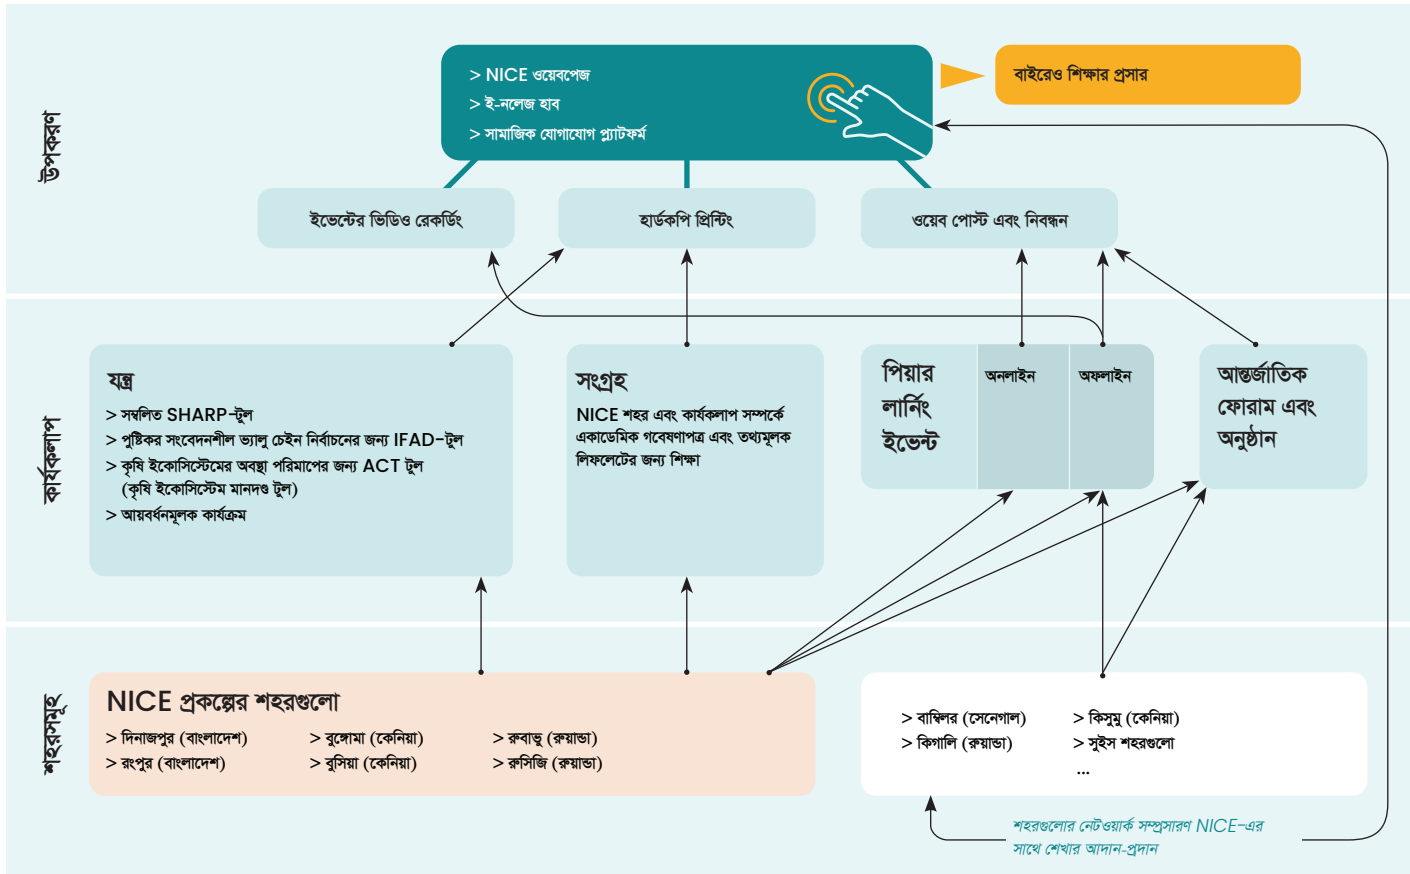 উপকরণ
> NICE ওয়েবপেজ
> ই-নলেজ হাব
> সামাজিক যোগাযোগ প্ল্যাটফর্ম
বাইরেও শিক্ষার প্রসার
ইভেন্টের ভিডিও রেকর্ডিং
হার্ডকপি প্রিন্টিং
ওয়েব পোস্ট এবং নিবন্ধন
কার্যকলাপ
যন্ত্র
> সম্বলিত SHARP-টুল
> পুষ্টিকর সংবেদনশীল ভ্যালু চেইন নির্বাচনের জন্য IFAD-টুল
> কৃষি ইকোসিস্টেমের অবস্থা পরিমাপের জন্য ACT টুল
(কৃষি ইকোসিস্টেম মানদণ্ড টুল)
> আয়বর্ধনমূলক কার্যক্রম
সংগ্রহ
NICE শহর এবং কার্যকলাপ সম্পর্কে
একাডেমিক গবেষণাপত্র এবং তথ্যমূলক
লিফলেটের জন্য শিক্ষা
পিয়ার
লার্নিং
ইভেন্ট
অনলাইন
অফলাইন
আন্তর্জাতিক
ফোরাম এবং
অনুষ্ঠান
শহরসমূহ
NICE প্রকল্পের শহরগুলো
> দিনাজপুর (বাংলাদেশ)
> রংপুর (বাংলাদেশ)
> বুঙ্গোমা (কেনিয়া)
> বুসিয়া (কেনিয়া)
> রুবাভু (রুয়ান্ডা)
> রুসিজি (রুয়ান্ডা)
> বাম্বিলর (সেনেগাল)
> কিগালি (রুয়ান্ডা)
> কিসুমু (কেনিয়া)
> সুইস শহরগুলো
...
শহরগুলোর নেটওয়ার্ক সম্প্রসারণ NICE-এর
সাথে শেখার আদান-প্রদান